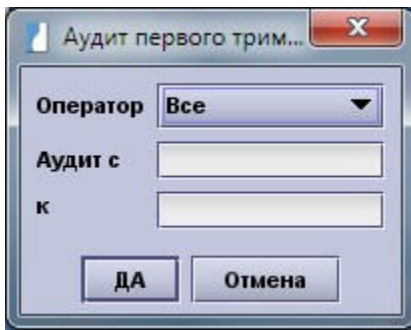 Аудит первого трим...
Оператор Все
Аудит с
к
ДА Отмена